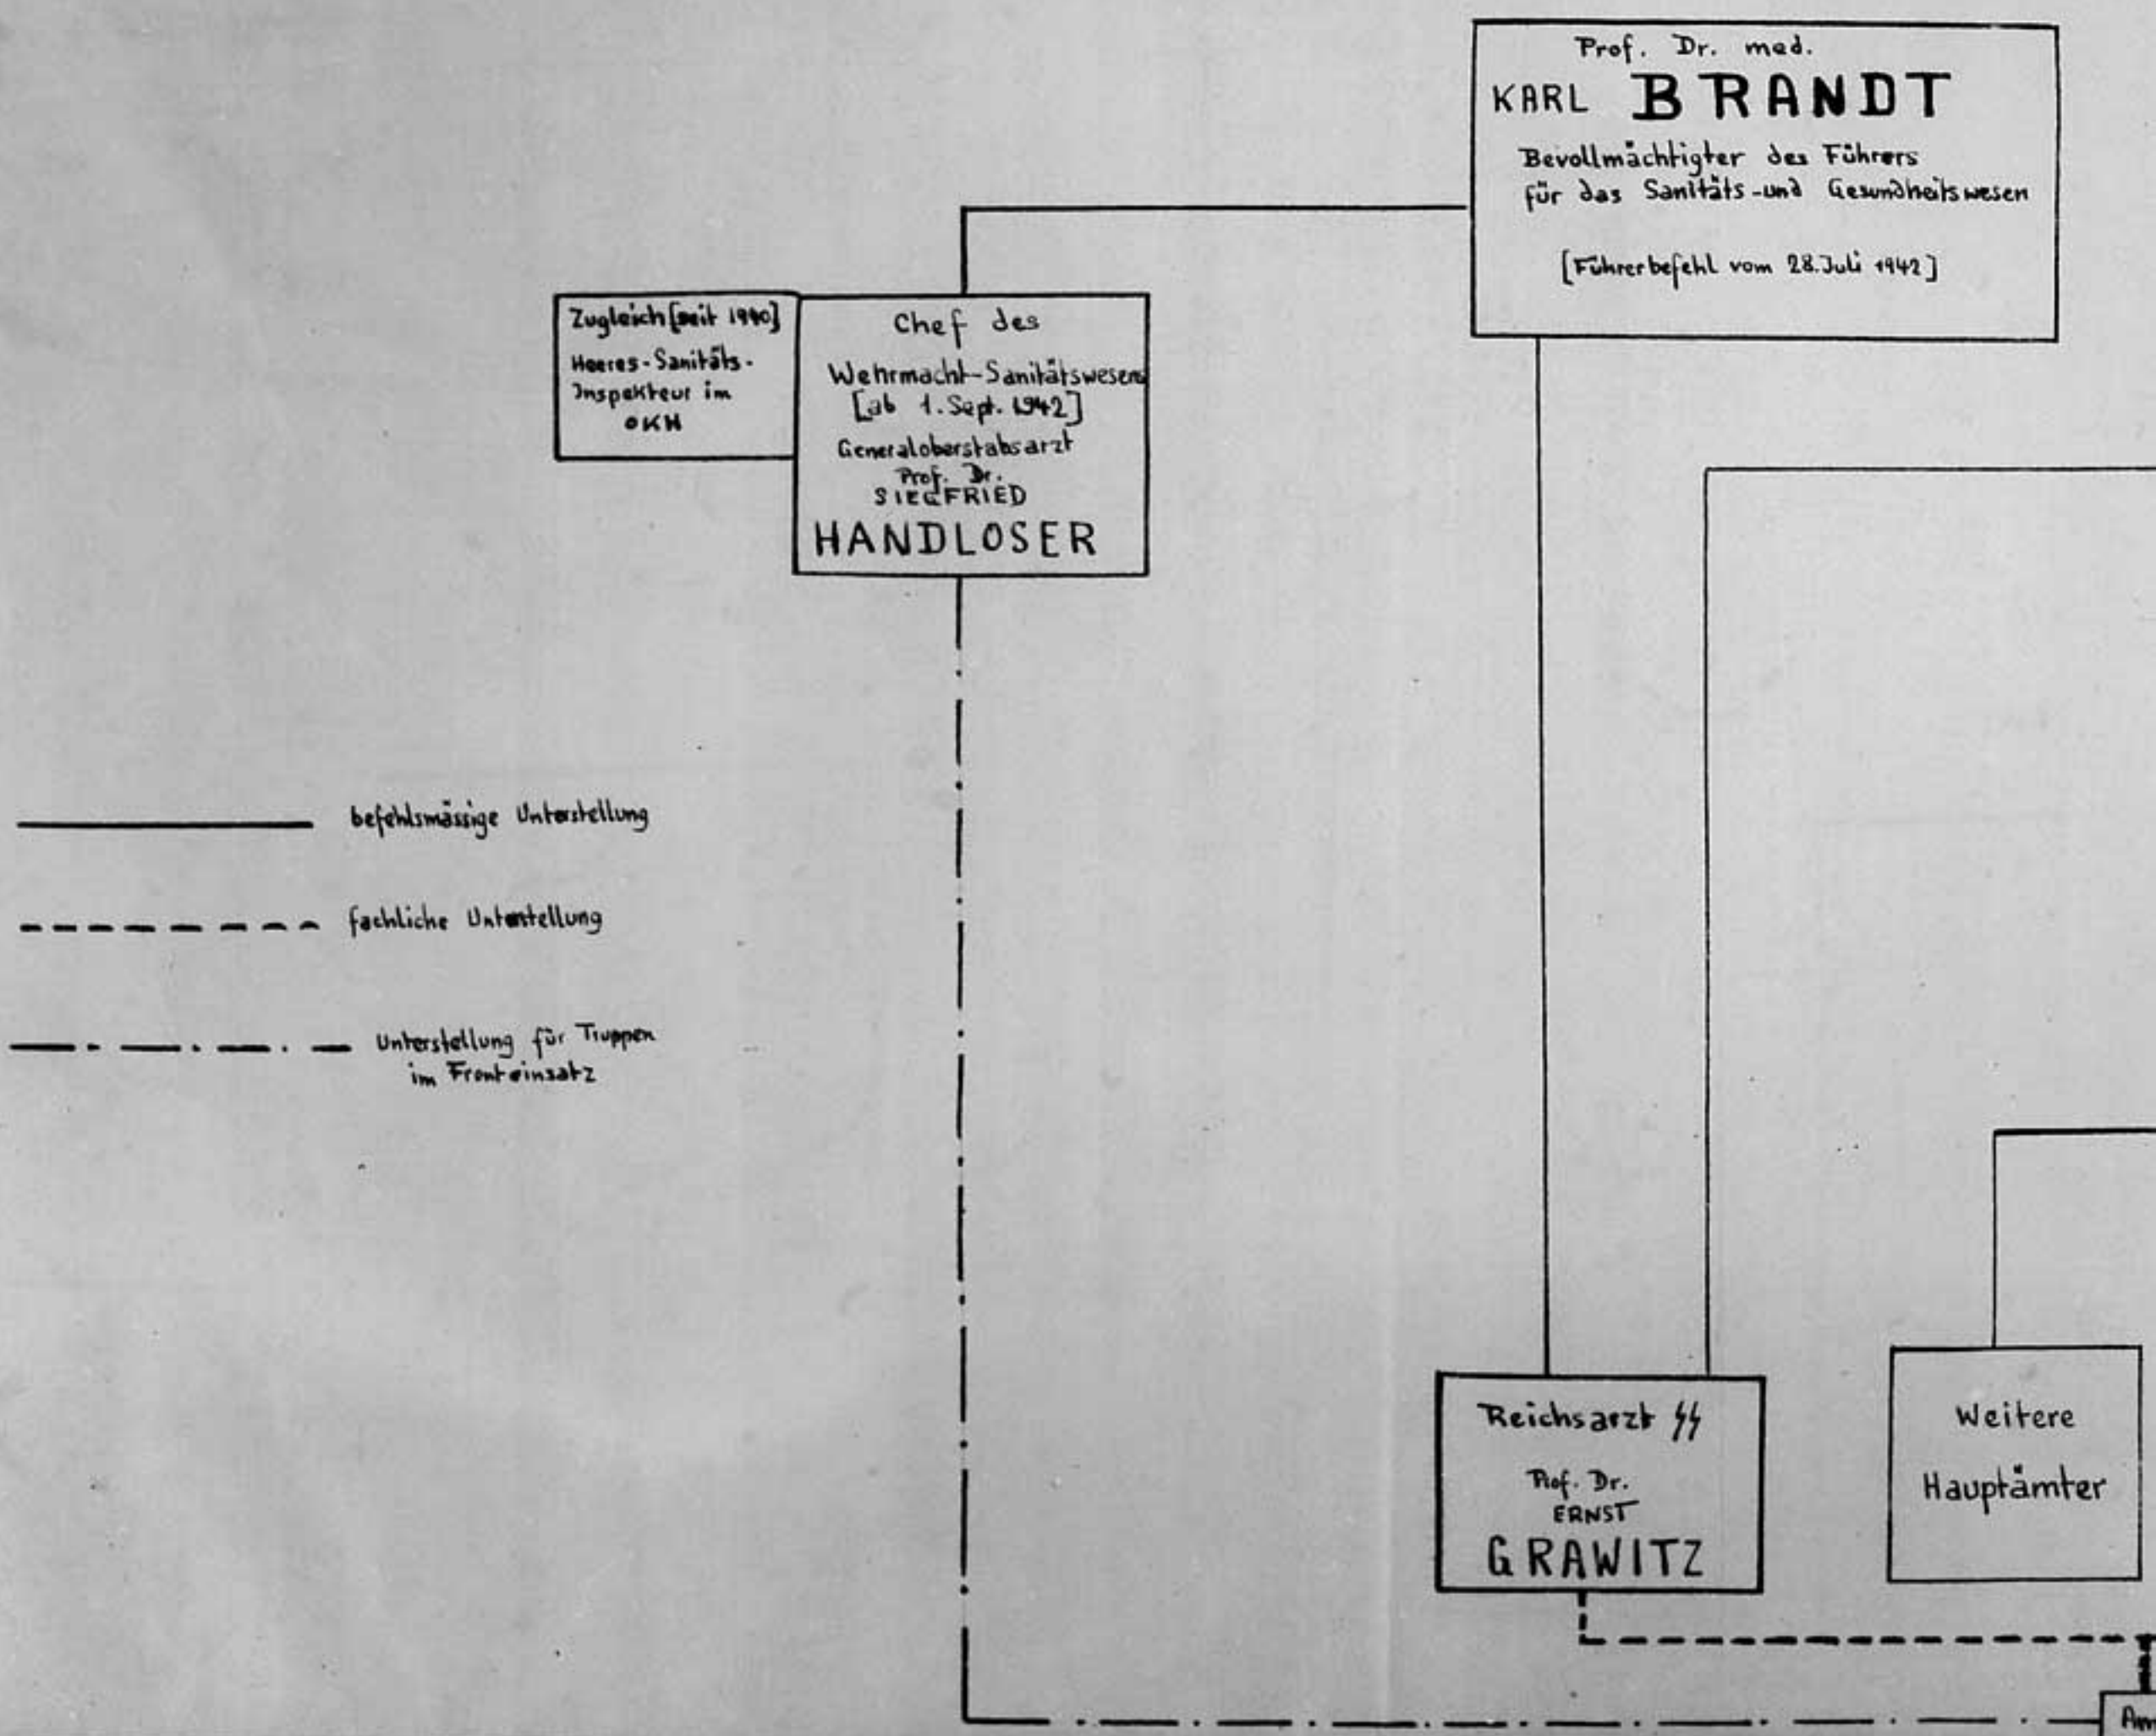 Prof. Dr. med.
KARL BRANDT
Bevollmächtigter des Führers
für das Sanitäts-und Gesundheitswesen
[Führerbefehl vom 28. Juli 1942]
Zugleich [seit 1940]
Heeres-Sanitäts-
Inspekteur im
OKH
Chef des
Wehrmacht-Sanitätswesens
[ab 1. Sept. 1942]
Generaloberstabsarzt
Prof. Dr.
SIEGFRIED
HANDLOSER
befehlsmässige Unterstellung
fachliche Unterstellung
Unterstellung für Truppen
im Fronteinsatz
Reichsarzt SS
Prof. Dr.
ERNST
GRAWITZ
Weitere
Hauptämter